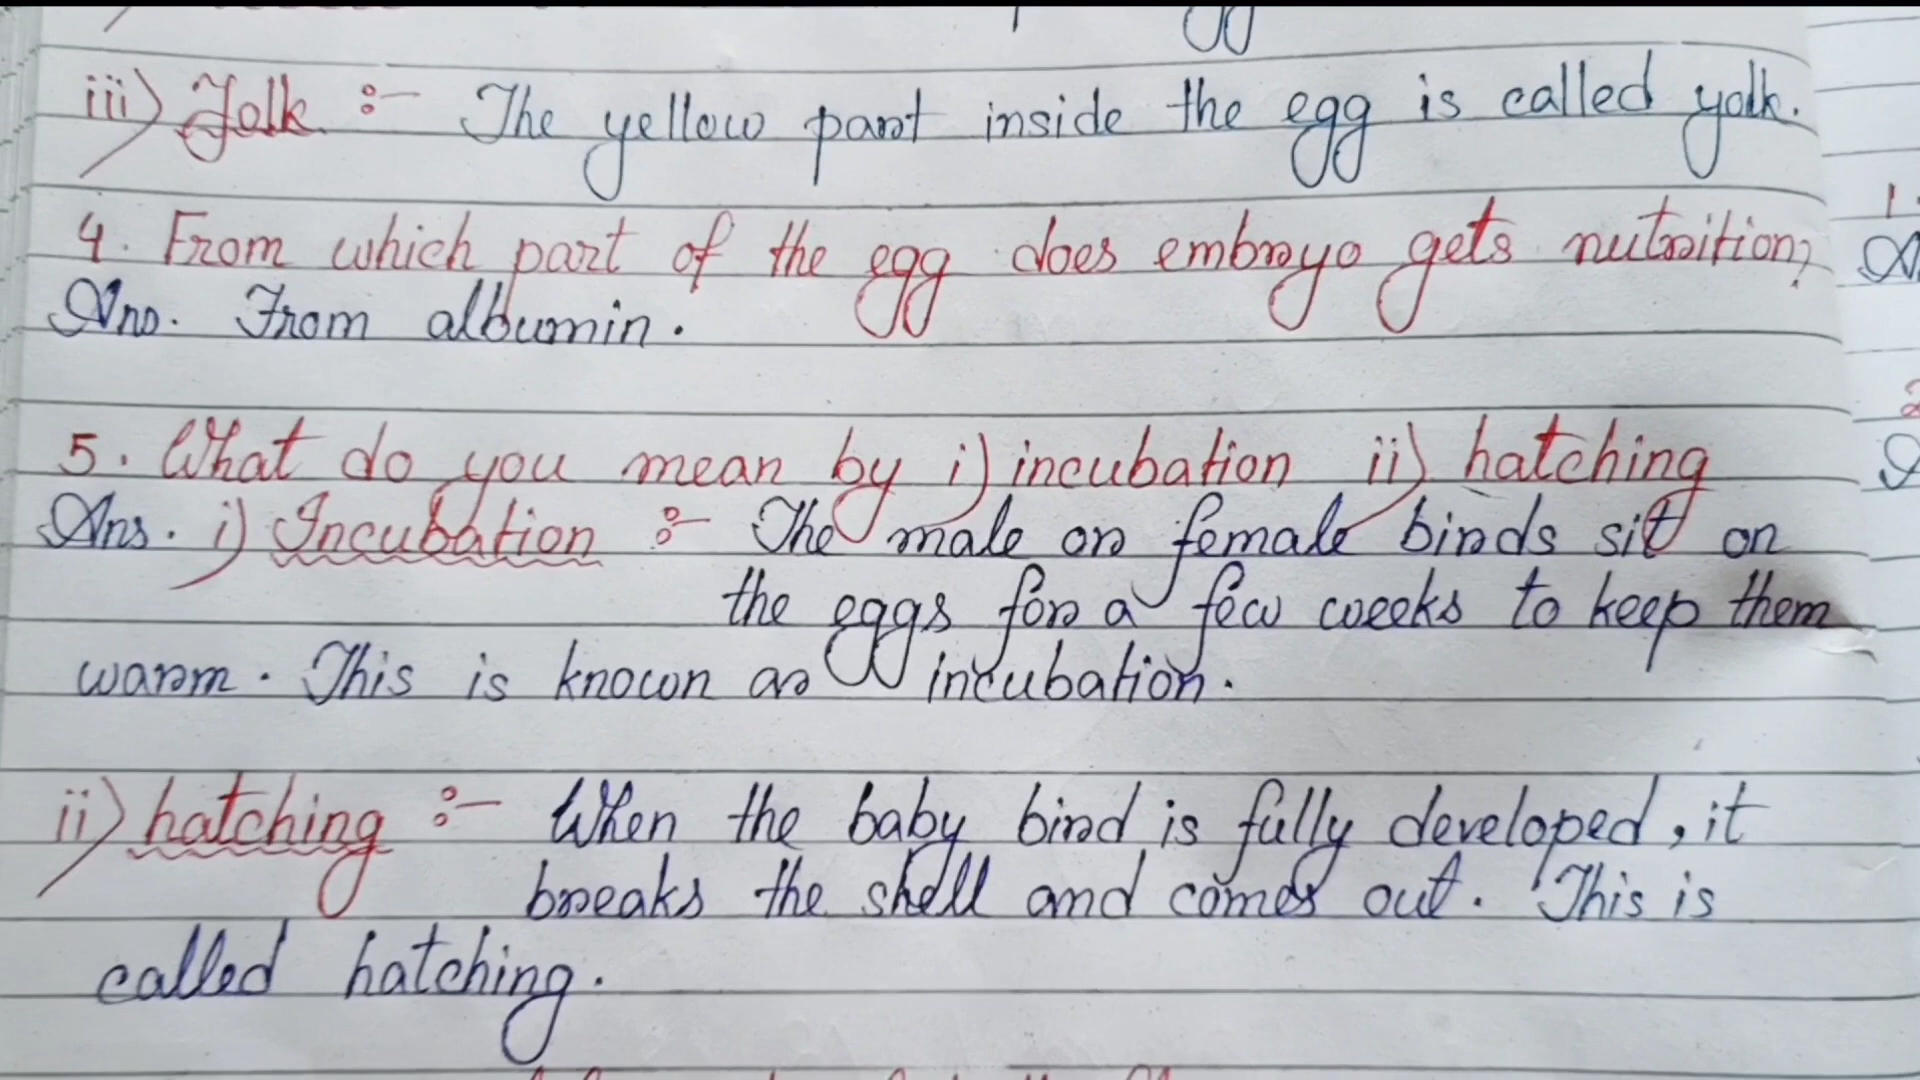 iii) Yolk :- The yellow part inside the egg is called yolk.
4. From which part of the egg does embryo gets nutrition?
Ans. From albumin.
5. What do you mean by i) incubation ii) hatching
Ans. i) Incubation :- The male or female birds sit on
the eggs for a few weeks to keep them
warm. This is known as incubation.
ii) hatching :- When the baby bird is fully developed, it
breaks the shell and comes out. This is
called hatching.